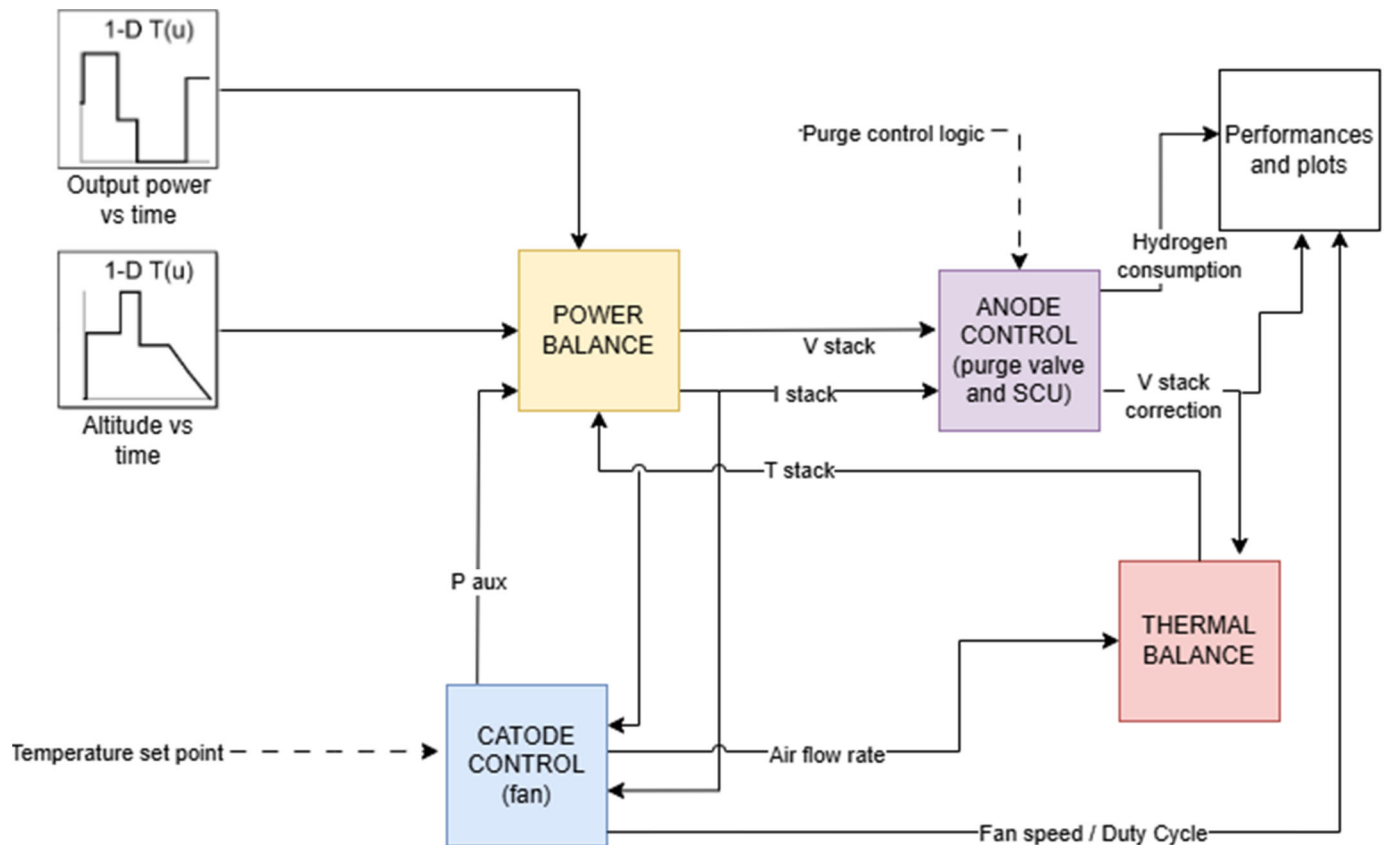 1-D T(u)
Output power
vs time
1-D T(u)
Altitude vs
time
Purge control logic
Performances
and plots
Hydrogen
consumption
POWER
BALANCE
V stack
I stack
ANODE
CONTROL
(purge valve
and SCU)
V stack
correction
T stack
P aux
THERMAL
BALANCE
Temperature set point
CATODE
CONTROL
(fan)
Air flow rate
Fan speed / Duty Cycle